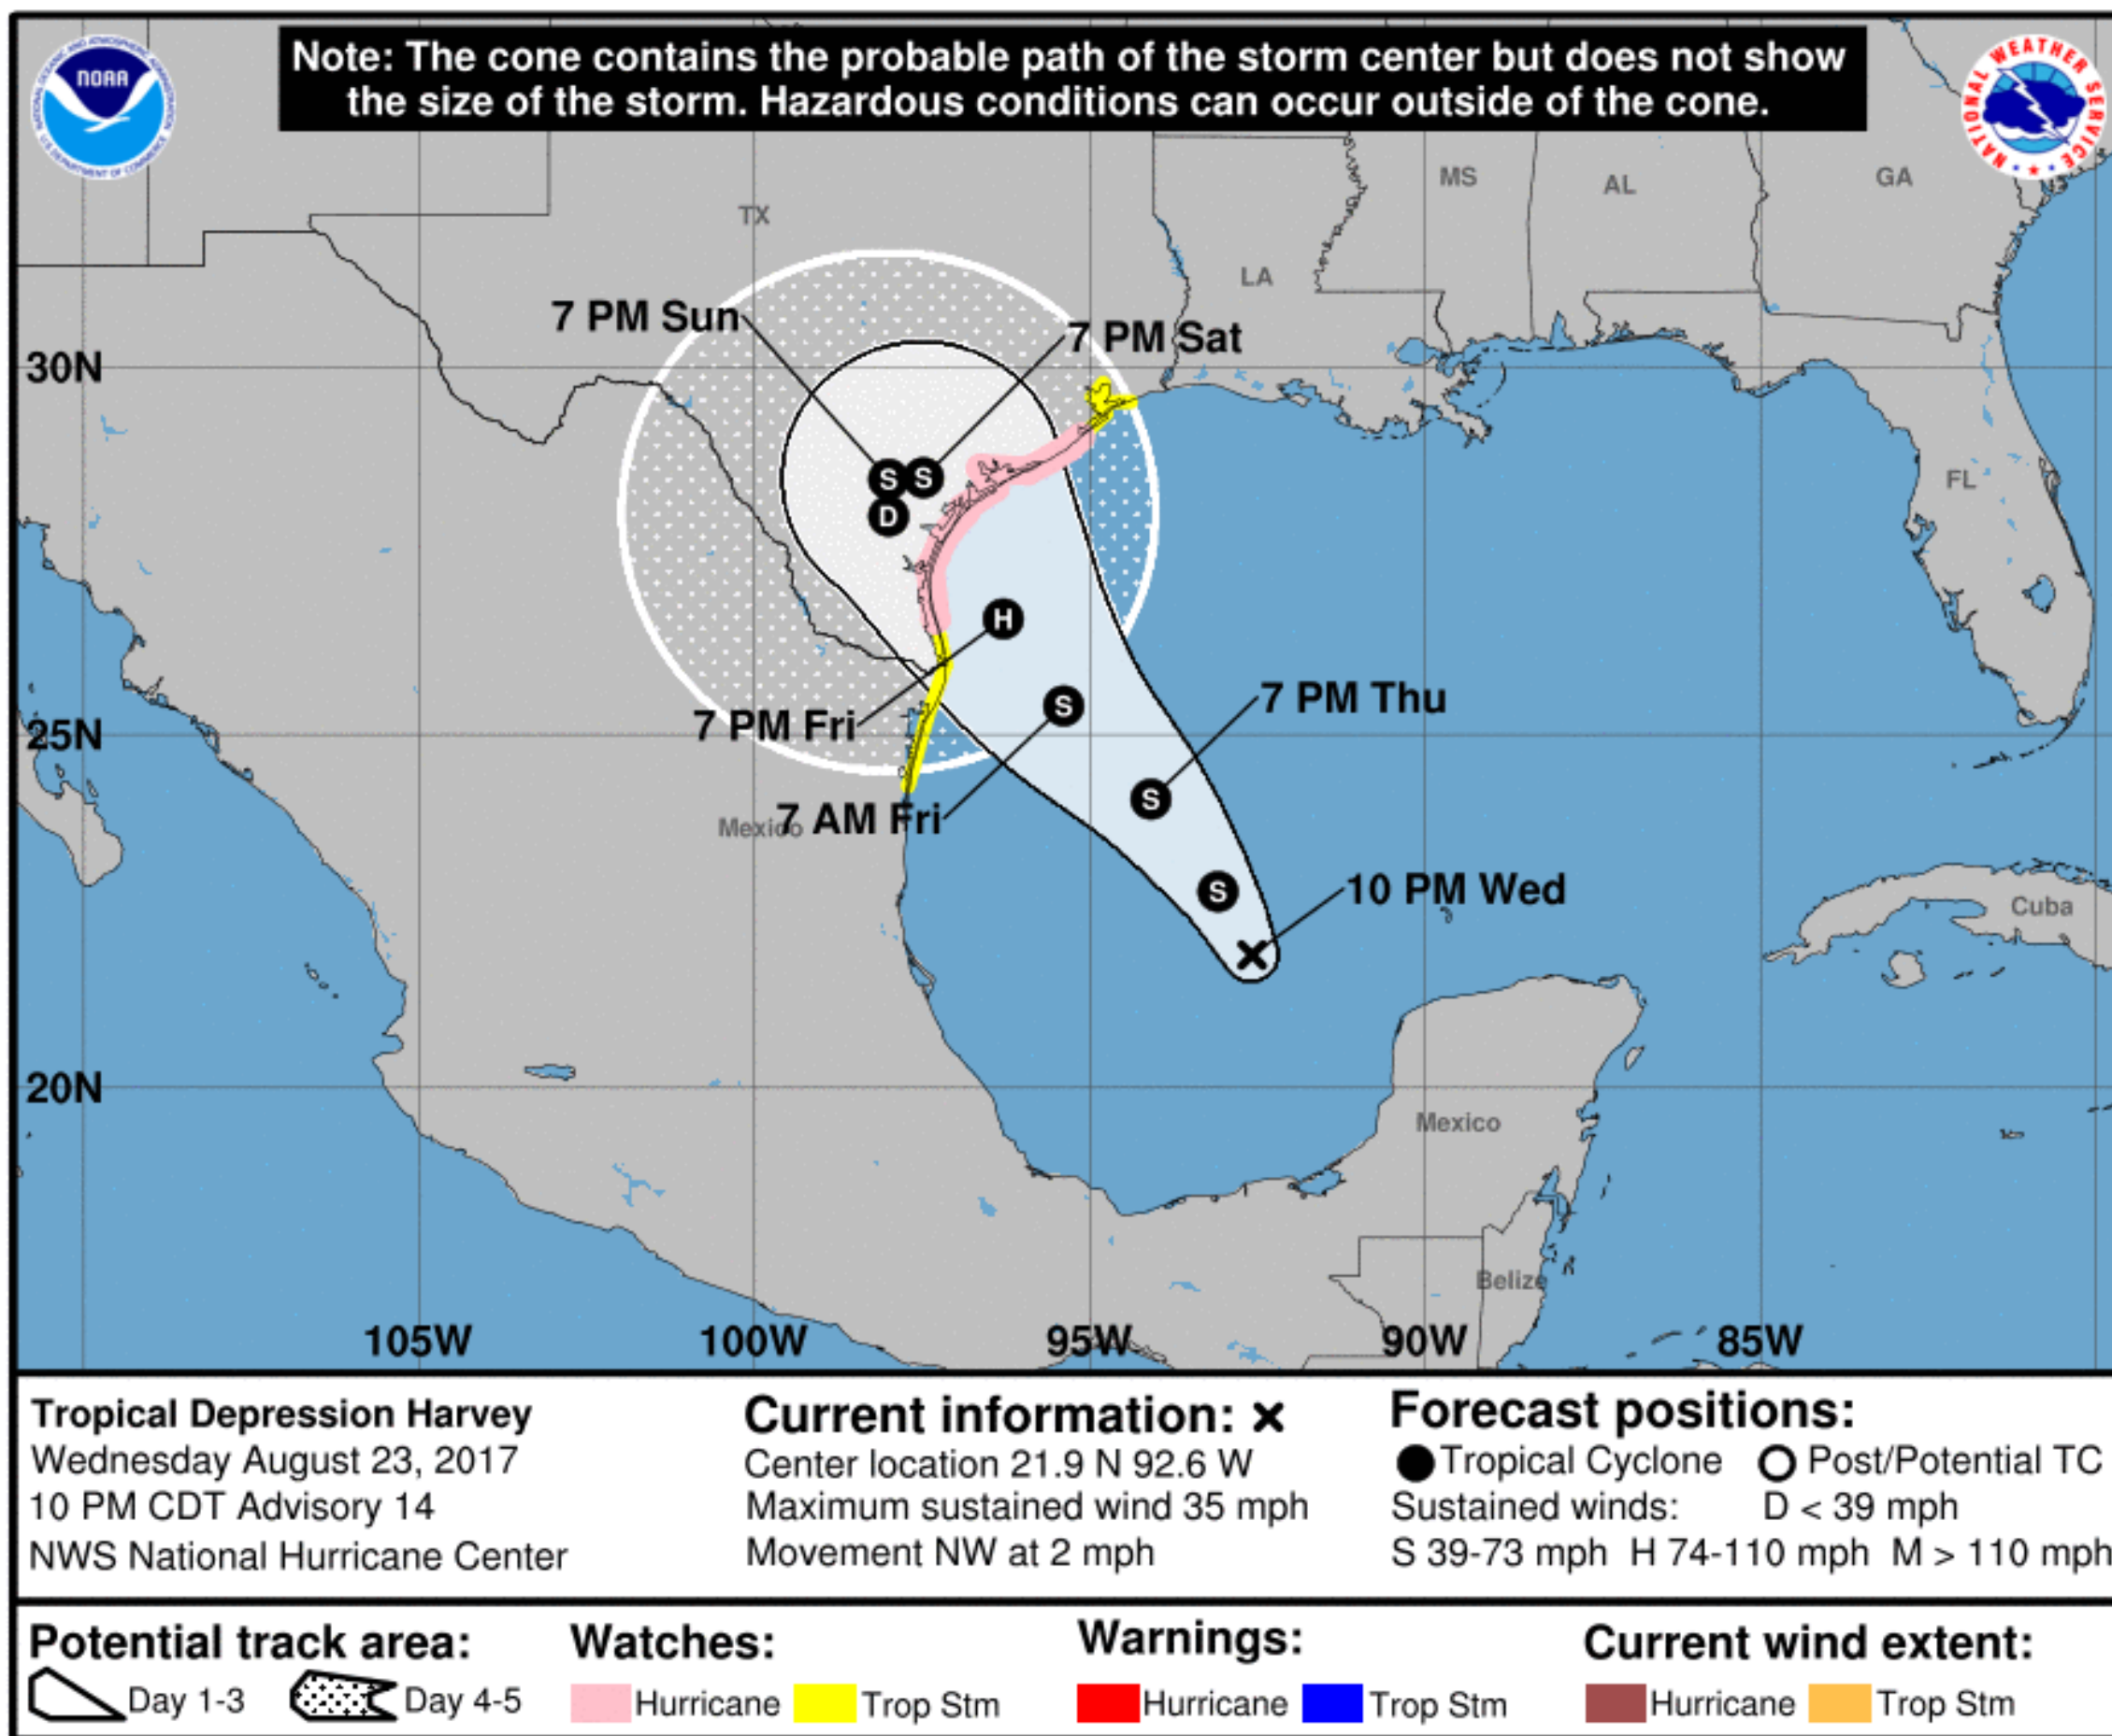 Note: The cone contains the probable path of the storm center but does not show
the size of the storm. Hazardous conditions can occur outside of the cone.
NOAA
NATIONAL WEATHER SERVICE
MS
AL
GA
TX
LA
7 PM Sun
7 PM Sat
30N
S
S
FL
D
H
7 PM Thu
7 PM Fri
S
25N
S
7 AM Fri
Mexico
S
10 PM Wed
Cuba
20N
Mexico
Belize
105W
100W
95W
90W
85W
Tropical Depression Harvey
Wednesday August 23, 2017
10 PM CDT Advisory 14
NWS National Hurricane Center
Current information: x
Center location 21.9 N 92.6 W
Maximum sustained wind 35 mph
Movement NW at 2 mph
Forecast positions:
Tropical Cyclone Post/Potential TC
Sustained winds: D < 39 mph
S 39-73 mph H 74-110 mph M > 110 mph
Potential track area:
Day 1-3 Day 4-5
Watches:
Hurricane Trop Stm
Warnings:
Hurricane Trop Stm
Current wind extent:
Hurricane Trop Stm